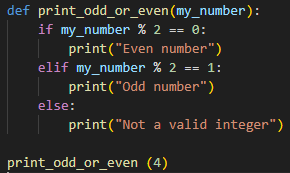 def print_odd_or_even(my_number):
    if my_number % 2 == 0:
        print("Even number")
    elif my_number % 2 == 1:
        print("Odd number")
    else:
        print("Not a valid integer")

print_odd_or_even (4)